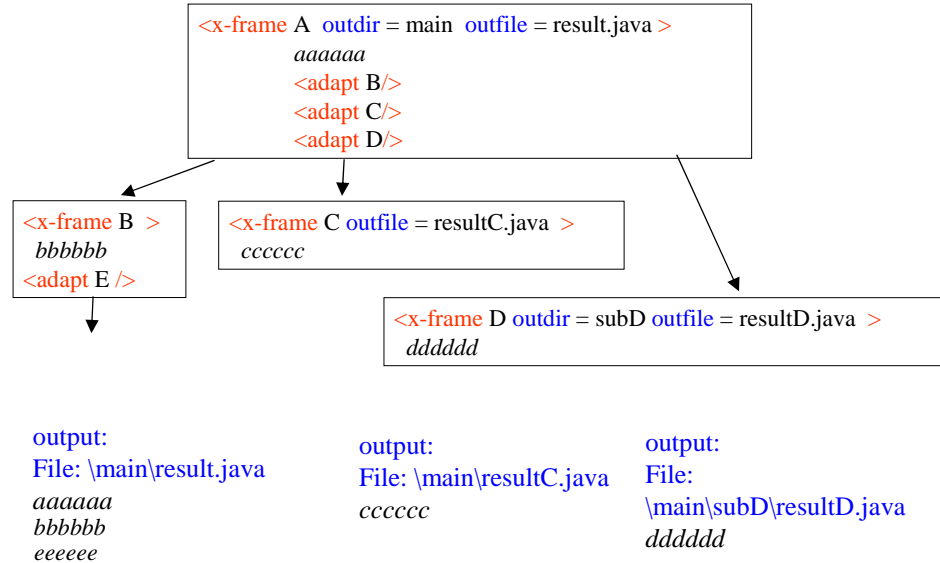 <x-frame A outdir = main outfile = result.java >
aaaaaa
<adapt B/>
<adapt C/>
<adapt D/>
<x-frame B >
bbbbbb
<adapt E />
<x-frame C outfile = resultC.java >
cccccc
<x-frame D outdir = subD outfile = resultD.java >
dddddd
output:
File: \main\result.java
aaaaaa
bbbbbb
eeeeee
output:
File: \main\resultC.java
cccccc
output:
File:
\main\subD\resultD.java
dddddd